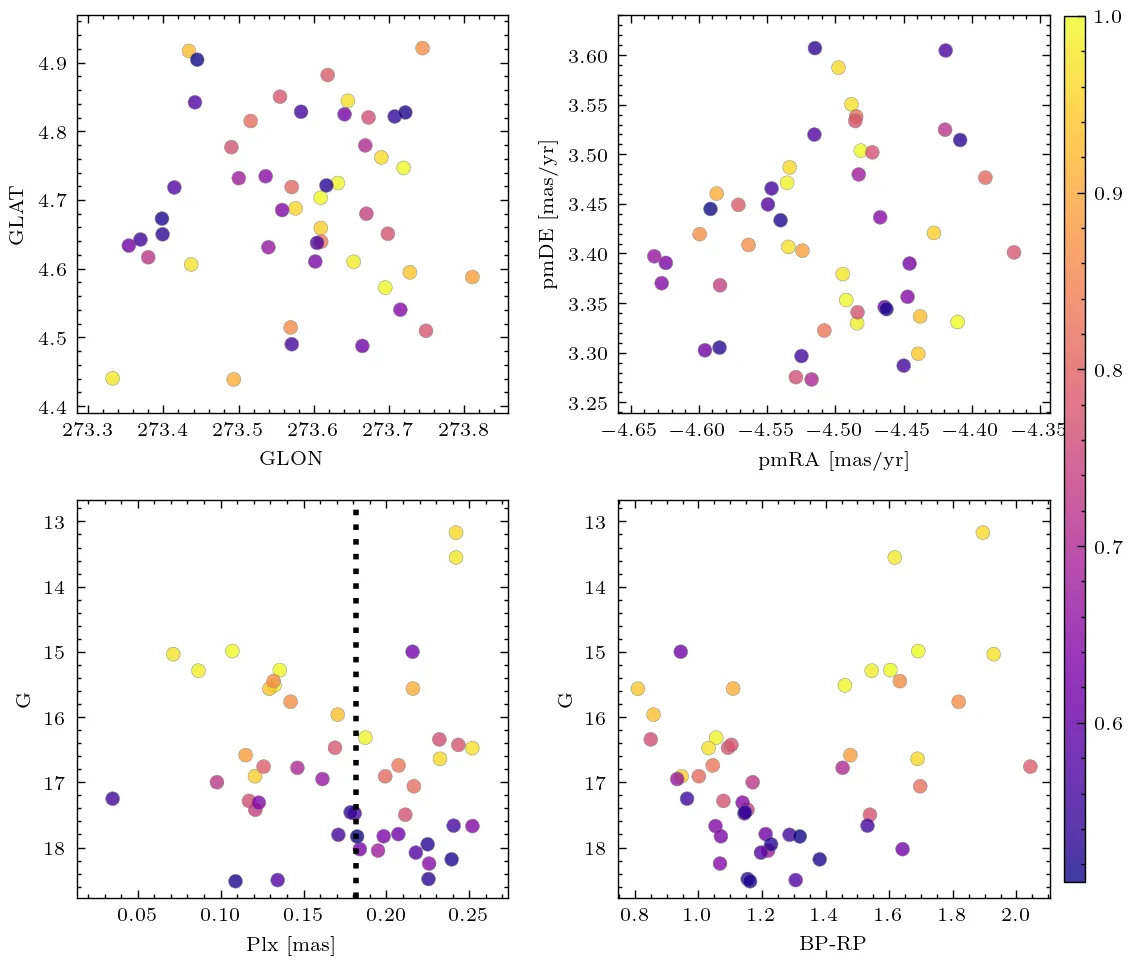 4.9
4.8
4.7
4.6
4.5
4.4
GLAT
273.3 273.4 273.5 273.6 273.7 273.8
GLON
3.60
3.55
3.50
3.45
3.40
3.35
3.30
3.25
pmDE [mas/yr]
−4.65 −4.60 −4.55 −4.50 −4.45 −4.40 −4.35
pmRA [mas/yr]
1.0
0.9
0.8
0.7
0.6
13
14
15
16
17
18
G
0.05 0.10 0.15 0.20 0.25
Plx [mas]
13
14
15
16
17
18
G
0.8 1.0 1.2 1.4 1.6 1.8 2.0
BP-RP